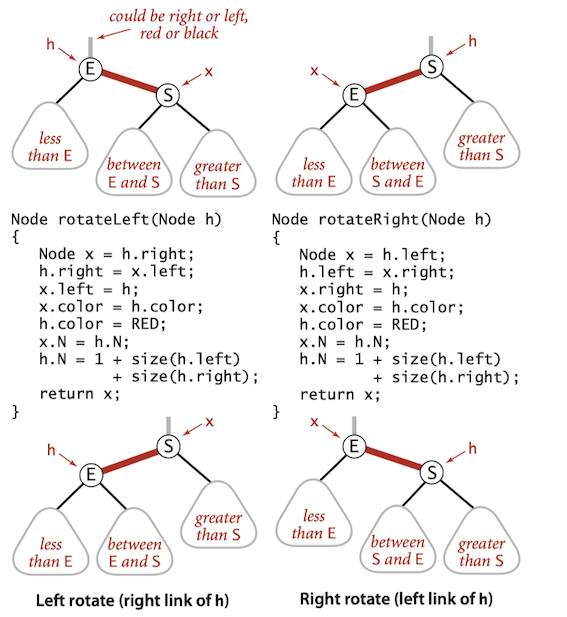 could be right or left,
red or black
h
E
x
S
less
than E
between
E and S
greater
than S
Node rotateLeft(Node h)
{
   Node x = h.right;
   h.right = x.left;
   x.left = h;
   x.color = h.color;
   h.color = RED;
   x.N = h.N;
   h.N = 1 + size(h.left)
           + size(h.right);
   return x;
}
x
S
h
E
less
than E
between
E and S
greater
than S
Left rotate (right link of h)
h
S
x
E
less
than E
between
S and E
greater
than S
Node rotateRight(Node h)
{
   Node x = h.left;
   h.left = x.right;
   x.right = h;
   x.color = h.color;
   h.color = RED;
   x.N = h.N;
   h.N = 1 + size(h.left)
           + size(h.right);
   return x;
}
x
E
h
S
less
than E
between
S and E
greater
than S
Right rotate (left link of h)